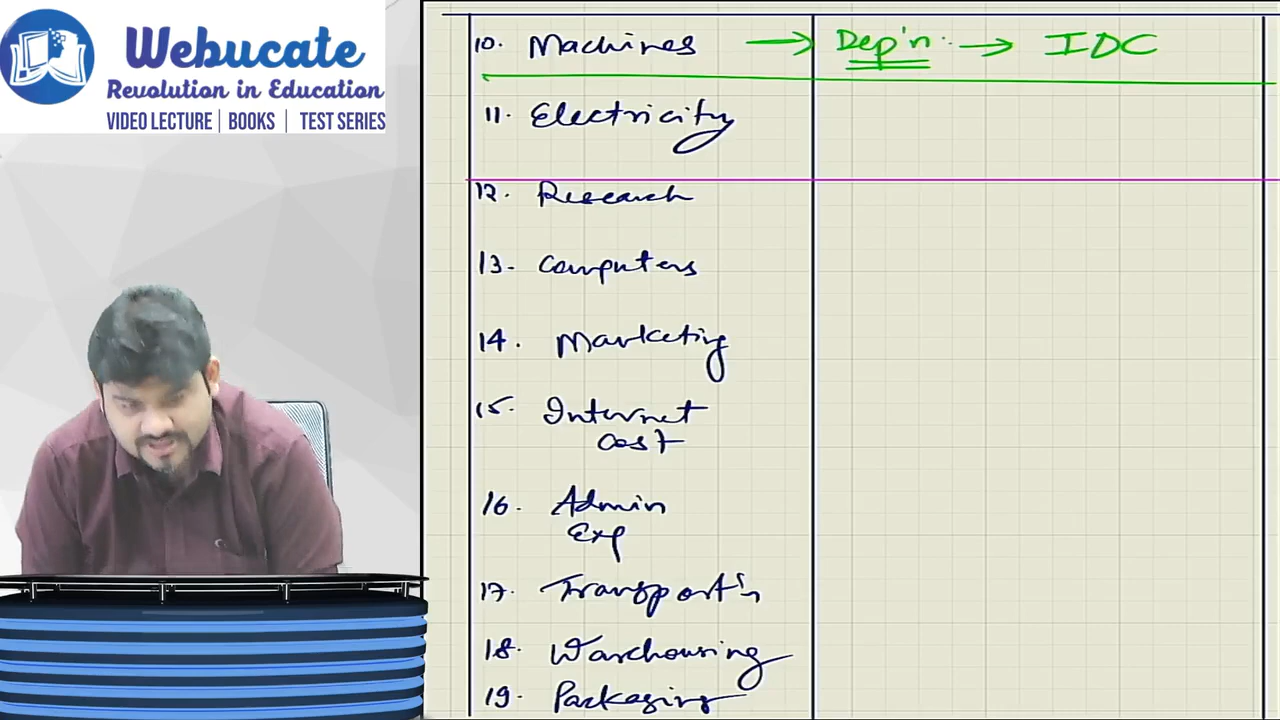 Webucate
Revolution in Education
VIDEO LECTURE | BOOKS | TEST SERIES
10. Machines → Dep'n. → IDC
11. Electricity
12. Research
13. Computers
14. Marketing
15. Internet
Cost
16. Admin
Exp
17. Transport'n
18. Warehousing
19. Packaging